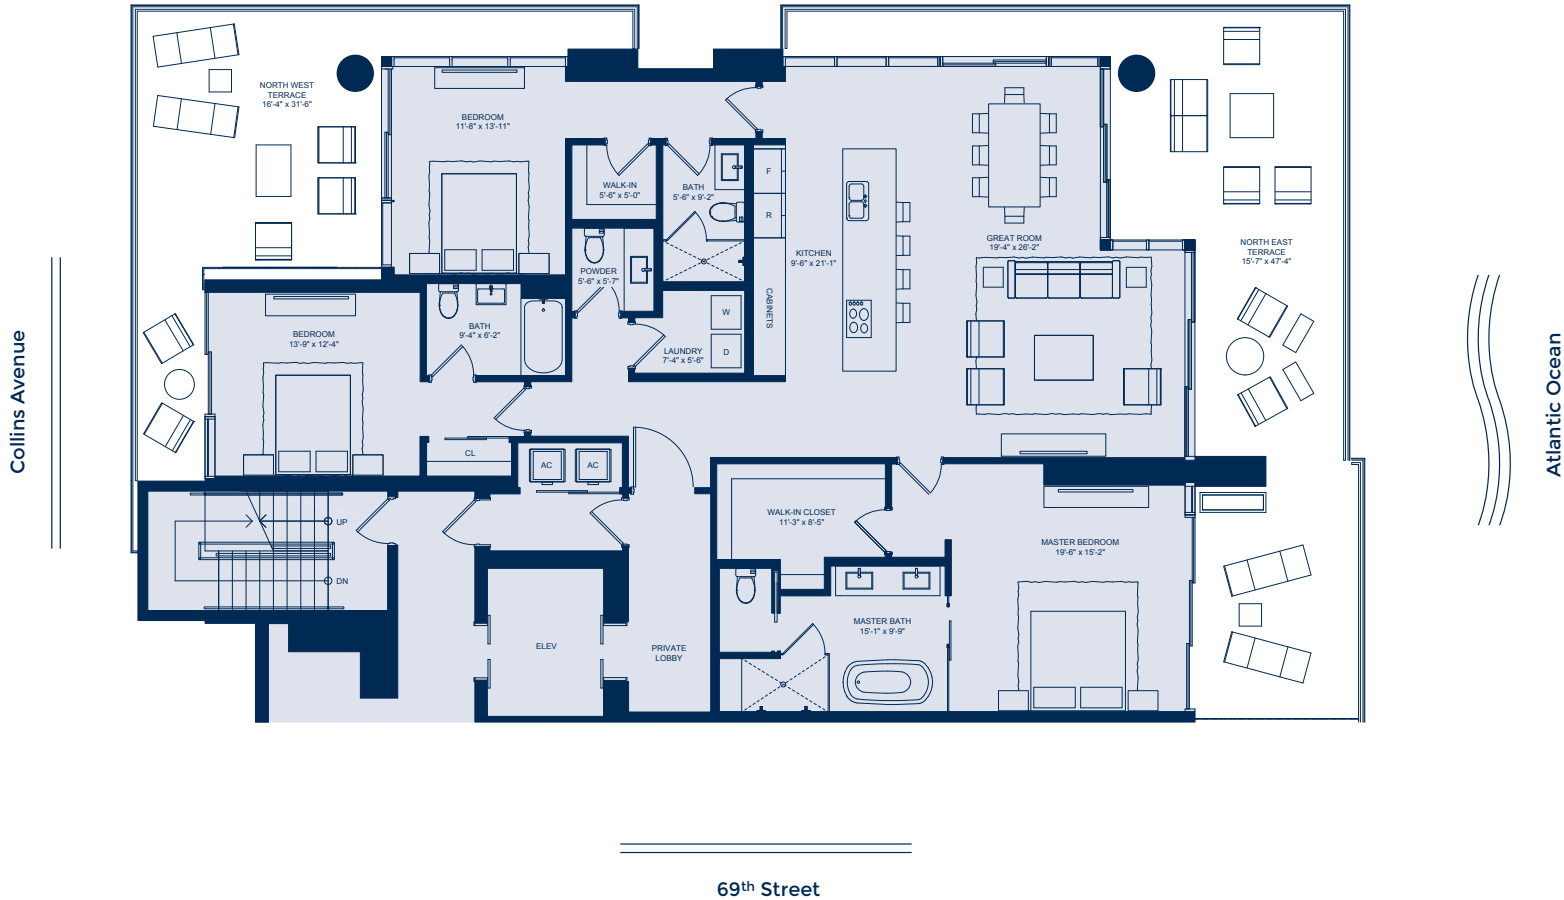 NORTH WEST
TERRACE
16'-4" x 31'-6"
BEDROOM
11'-8" x 13'-11"
WALK-IN
5'-6" x 5'-0"
BATH
5'-6" x 9'-2"
F
R
KITCHEN
9'-6" x 21'-1"
CABINETS
GREAT ROOM
19'-4" x 26'-2"
NORTH EAST
TERRACE
15'-7" x 47'-4"
POWDER
5'-6" x 5'-7"
BEDROOM
13'-9" x 12'-4"
BATH
9'-4" x 6'-2"
LAUNDRY
7'-4" x 5'-6"
W
D
CL
AC
AC
UP
DN
ELEV
PRIVATE
LOBBY
WALK-IN CLOSET
11'-3" x 8'-5"
MASTER BEDROOM
19'-6" x 15'-2"
MASTER BATH
15'-1" x 9'-9"
Collins Avenue
Atlantic Ocean
69th Street